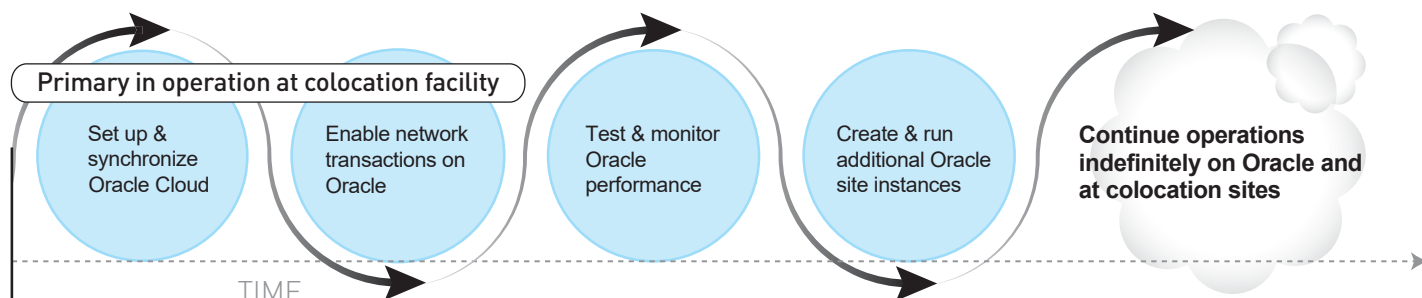 Primary in operation at colocation facility
Set up &
synchronize
Oracle Cloud
Enable network
transactions on
Oracle
Test & monitor
Oracle
performance
Create & run
additional Oracle
site instances
Continue operations
indefinitely on Oracle and
at colocation sites
TIME